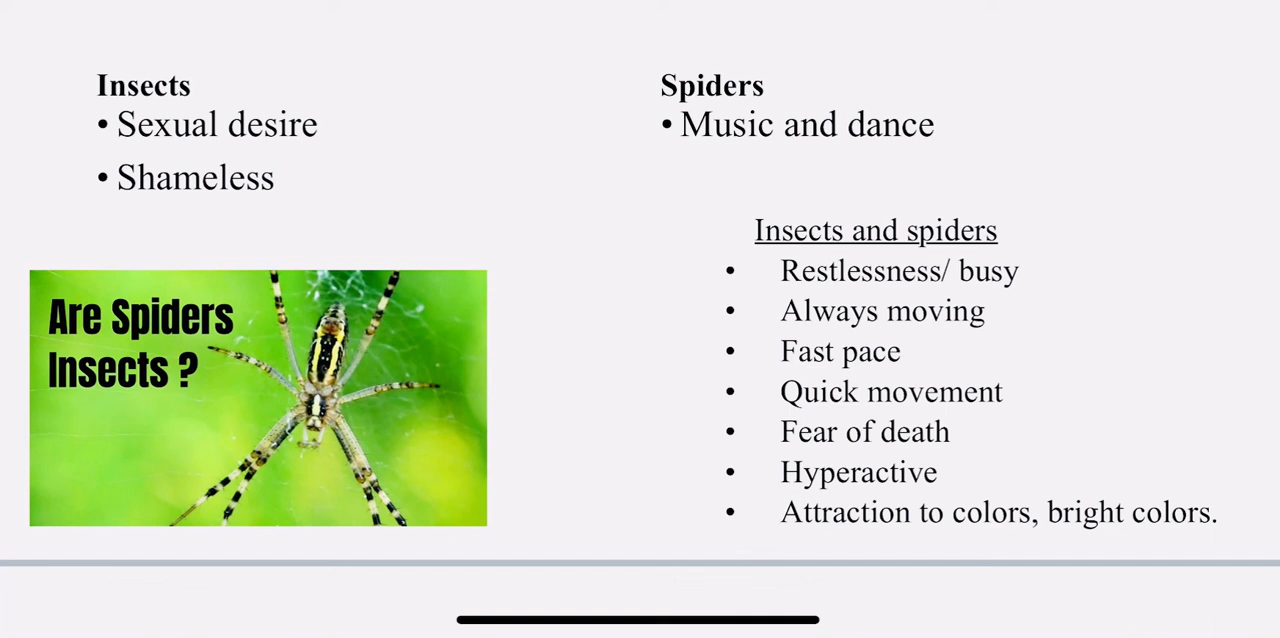 Insects
• Sexual desire
• Shameless
Are Spiders
Insects ?
Spiders
• Music and dance
Insects and spiders
• Restlessness/ busy
• Always moving
• Fast pace
• Quick movement
• Fear of death
• Hyperactive
• Attraction to colors, bright colors.